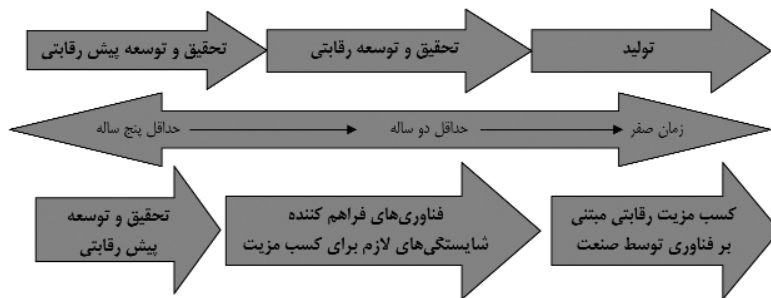 تحقیق و توسعه پیش رقابتی
تحقیق و توسعه رقابتی
تولید
حداقل پنج ساله
حداقل دو ساله
زمان صفر
تحقیق و توسعه
پیش رقابتی
فناوری‌های فراهم کننده
شایستگی‌های لازم برای کسب مزیت
کسب مزیت رقابتی مبتنی
بر فناوری توسط صنعت